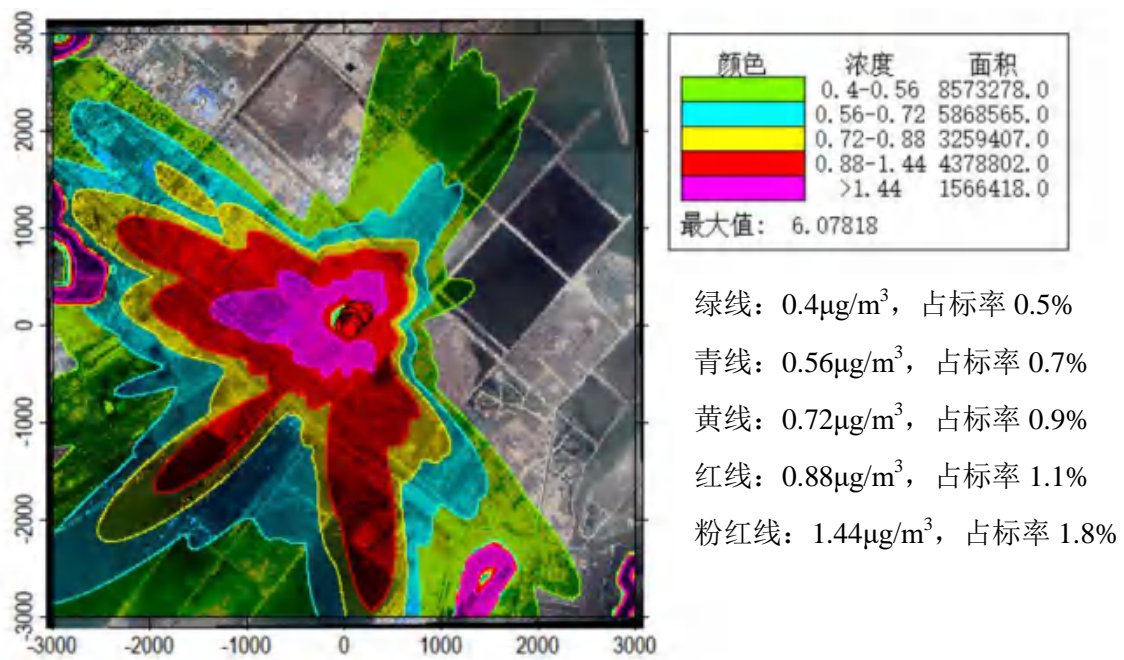 3000
2000
1000
0
-1000
-2000
-3000
-3000 -2000 -1000 0 1000 2000 3000
颜色 浓度 面积
0.4-0.56 8573278.0
0.56-0.72 5868565.0
0.72-0.88 3259407.0
0.88-1.44 4378802.0
>1.44 1566418.0
最大值: 6.07818
绿线：0.4μg/m³，占标率 0.5%
青线：0.56μg/m³，占标率 0.7%
黄线：0.72μg/m³，占标率 0.9%
红线：0.88μg/m³，占标率 1.1%
粉红线：1.44μg/m³，占标率 1.8%